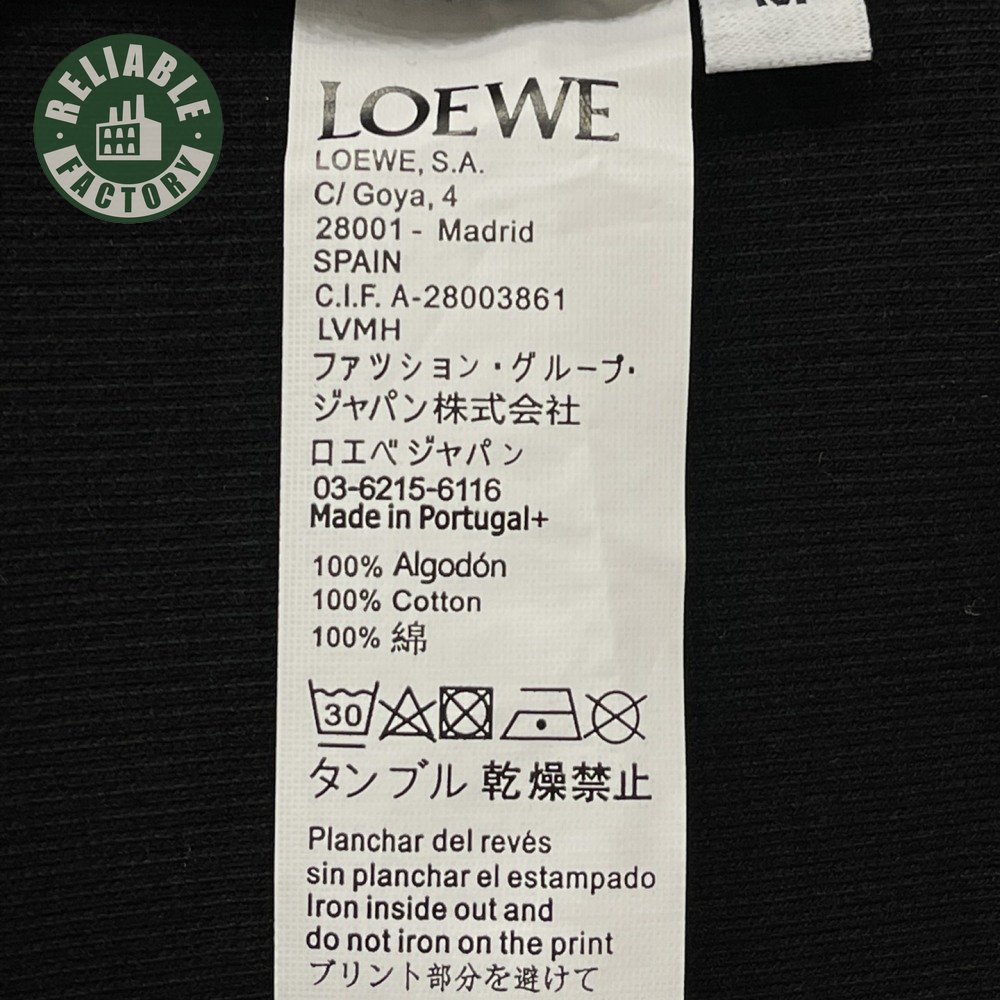 RELIABLE
FACTORY
LOEWE
LOEWE, S.A.
C/ Goya, 4
28001 - Madrid
SPAIN
C.I.F. A-28003861
LVMH
ファッション・グループ・
ジャパン株式会社
ロエベジャパン
03-6215-6116
Made in Portugal+
100% Algodón
100% Cotton
100% 綿
30
タンブル 乾燥禁止
Planchar del revés
sin planchar el estampado
Iron inside out and
do not iron on the print
プリント部分を避けて